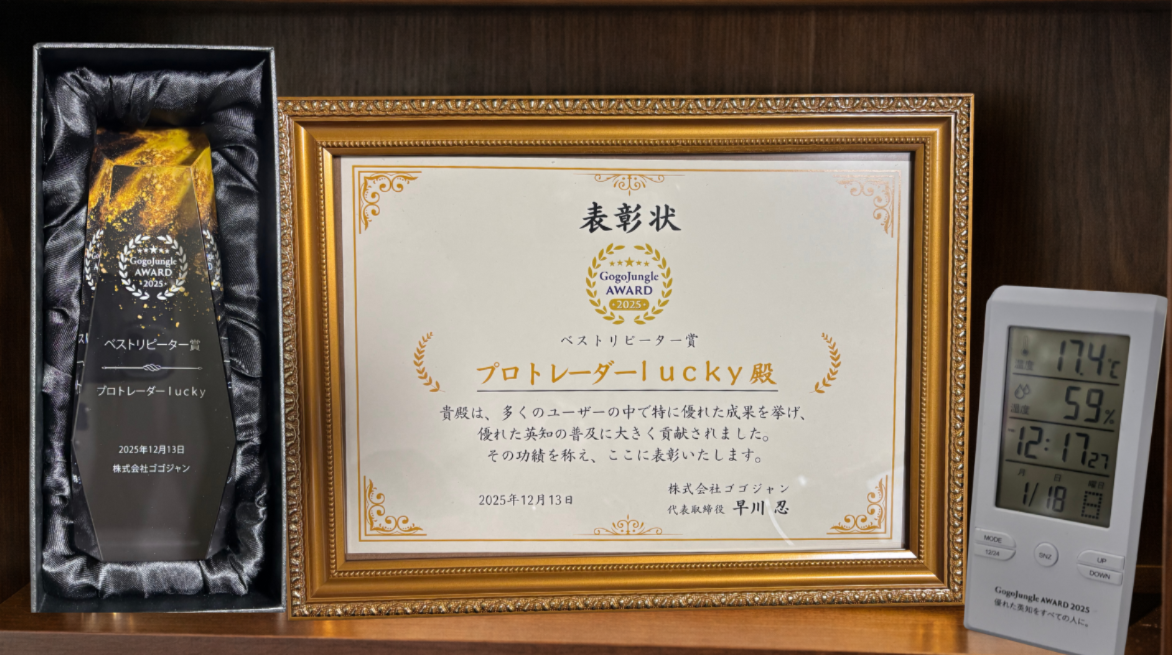 GogoJungle
AWARD
2025
ベストリピーター賞
プロトレーダーlucky
2025年12月13日
株式会社ゴゴジャン
表彰状
GogoJungle
AWARD
2025
ベストリピーター賞
プロトレーダーlucky殿
貴殿は、多くのユーザーの中で特に優れた成果を挙げ、
優れた英知の普及に大きく貢献されました。
その功績を称え、ここに表彰いたします。
2025年12月13日
株式会社ゴゴジャン
代表取締役 早川 忍
17.4℃
59%
湿度
12:17 27
月 日 曜日
1/18 日
MODE
12/24
SNZ
UP
DOWN
GogoJungle AWARD 2025
優れた英知をすべての人に。